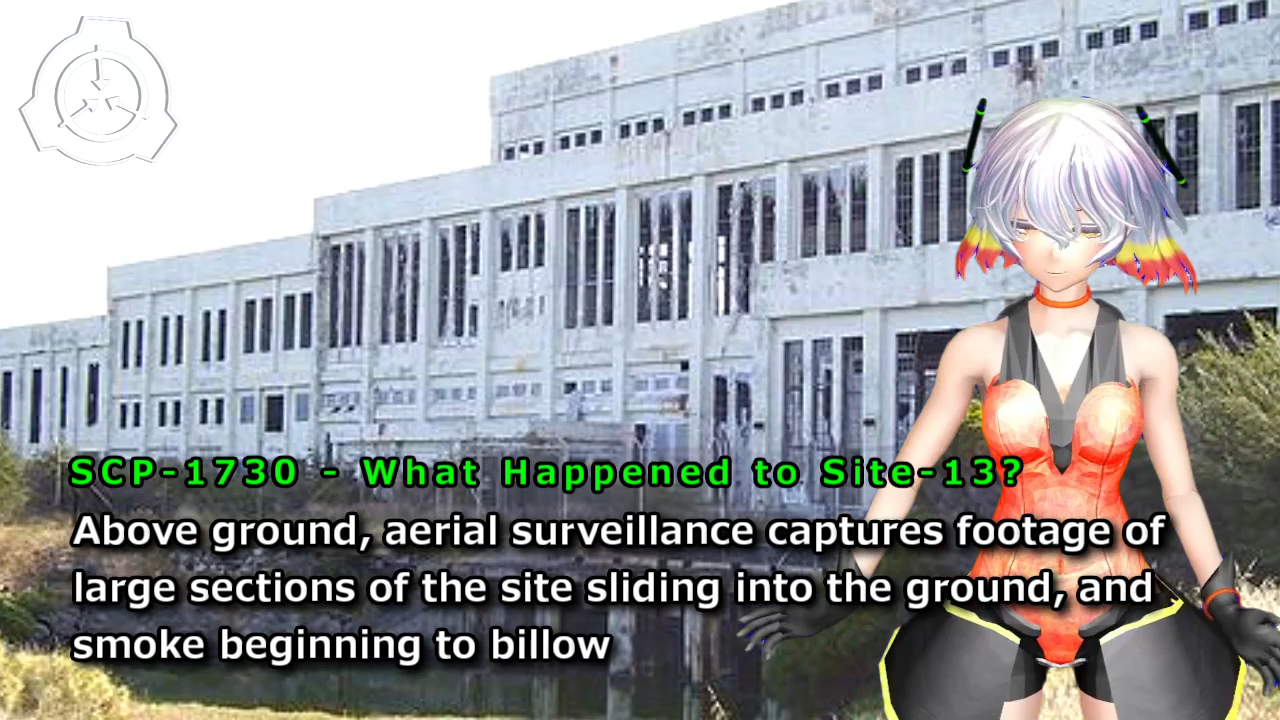 SCP-1730 - What Happened to Site-13?
Above ground, aerial surveillance captures footage of
large sections of the site sliding into the ground, and
smoke beginning to billow